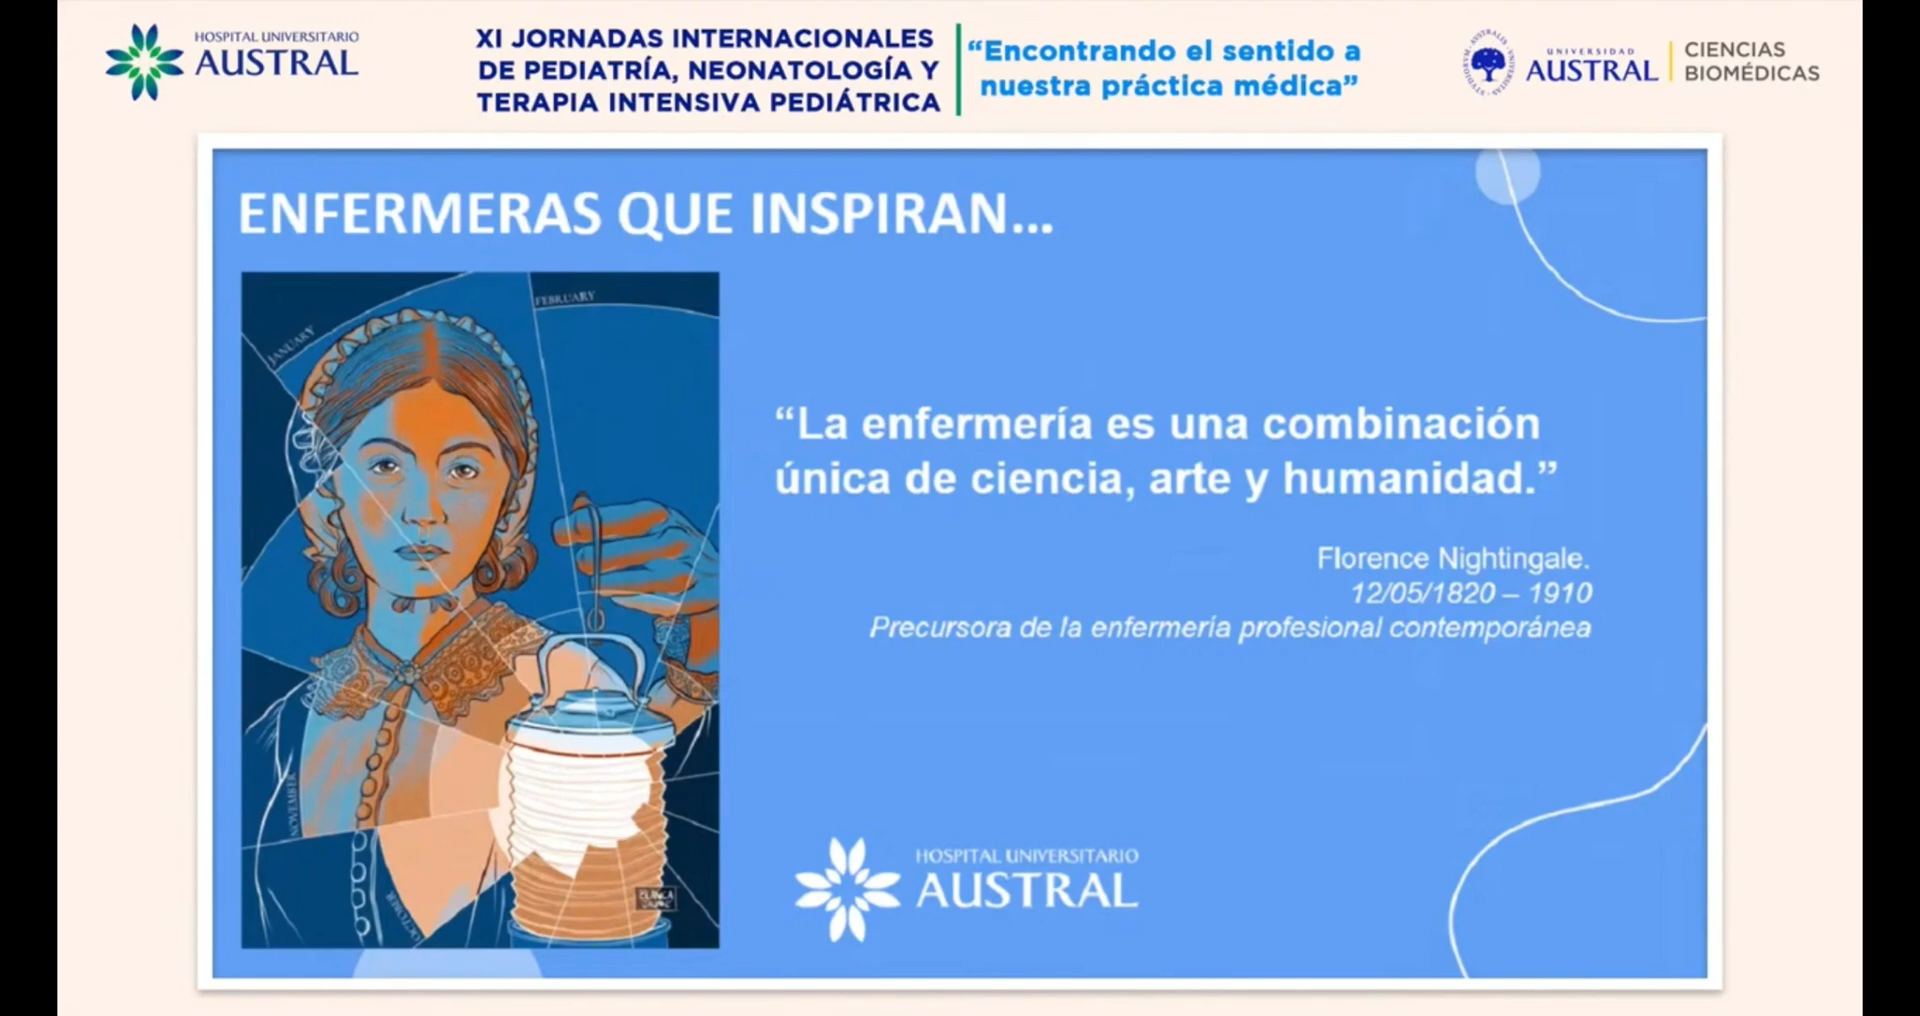 HOSPITAL UNIVERSITARIO
AUSTRAL
XI JORNADAS INTERNACIONALES
DE PEDIATRÍA, NEONATOLOGÍA Y
TERAPIA INTENSIVA PEDIÁTRICA
“Encontrando el sentido a
nuestra práctica médica”
UNIVERSIDAD
AUSTRAL
CIENCIAS
BIOMÉDICAS
ENFERMERAS QUE INSPIRAN...
JANUARY
FEBRUARY
NOVEMBER
OCTOBER
“La enfermería es una combinación
única de ciencia, arte y humanidad.”
Florence Nightingale.
12/05/1820 – 1910
Precursora de la enfermería profesional contemporánea
HOSPITAL UNIVERSITARIO
AUSTRAL